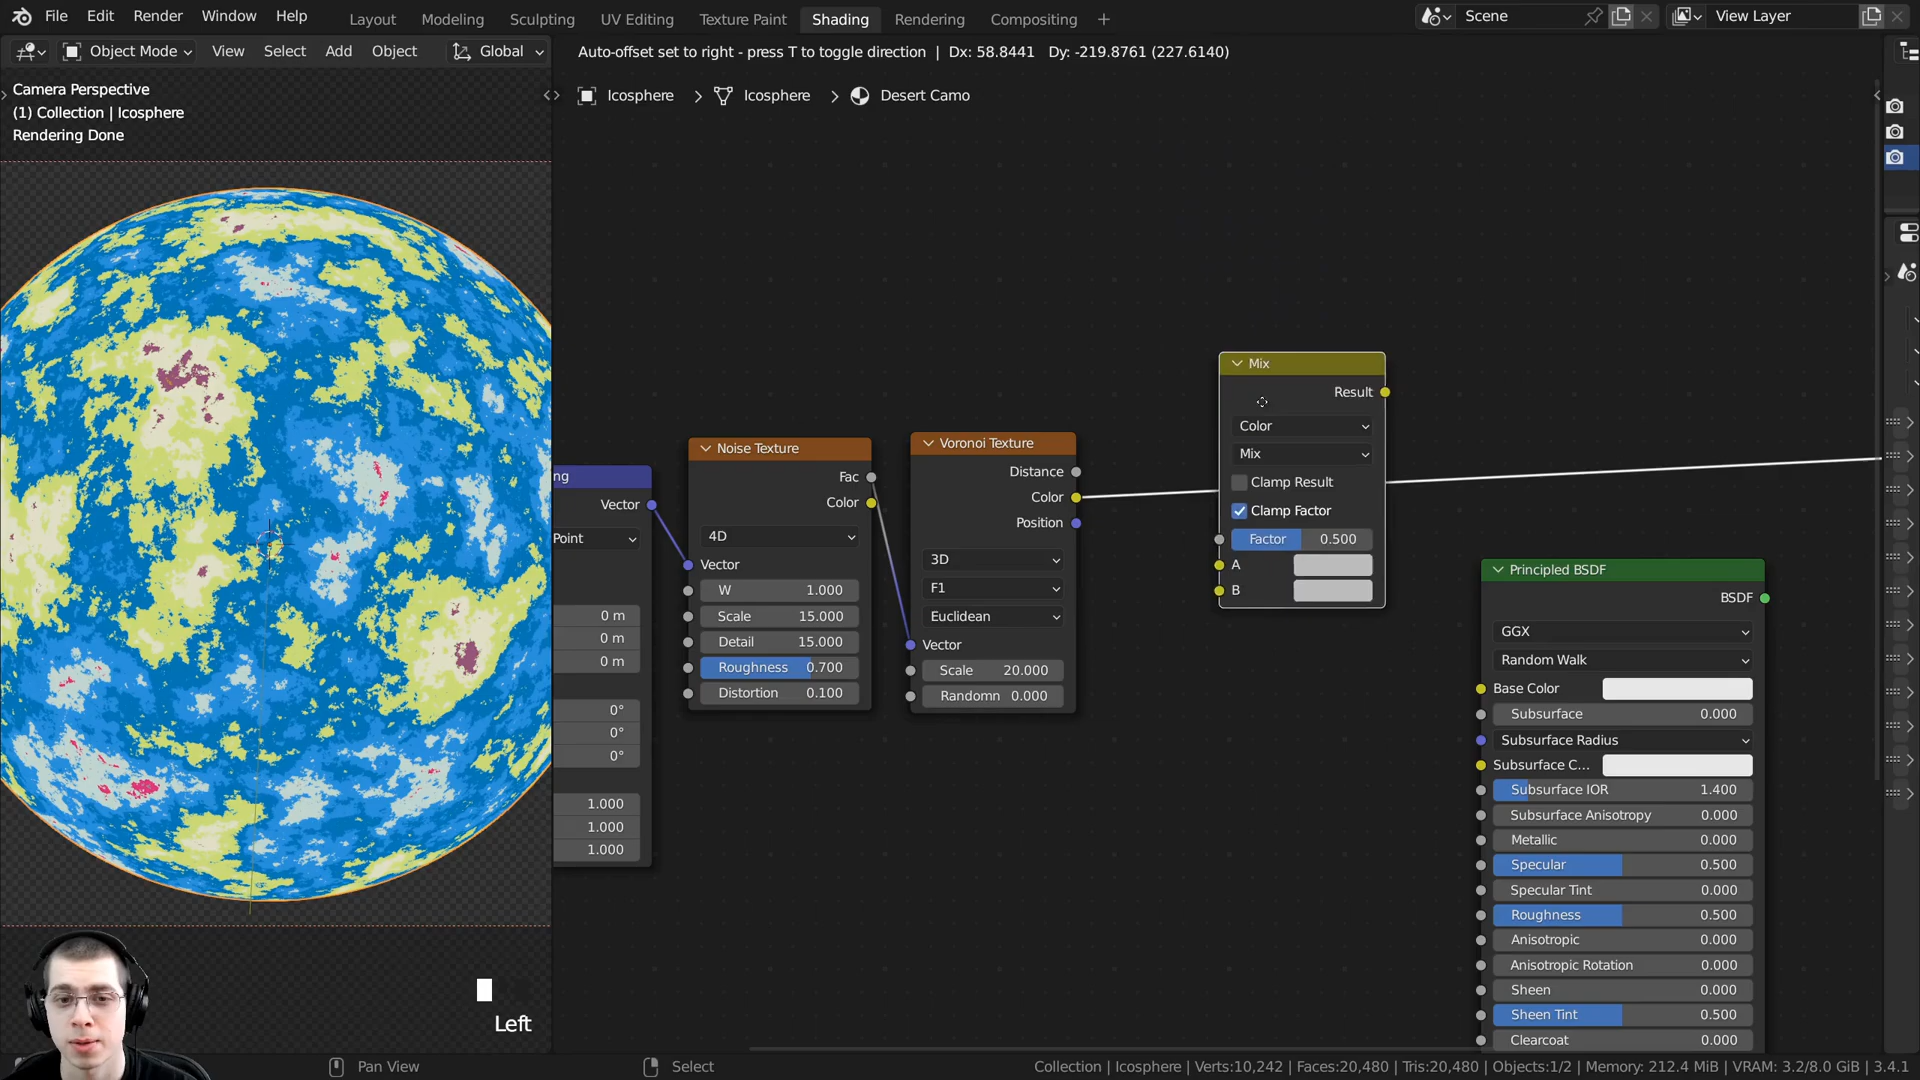 File Edit Render Window Help
Layout Modeling Sculpting UV Editing Texture Paint Shading Rendering Compositing +
Scene
View Layer
Object Mode View Select Add Object Global
Auto-offset set to right - press T to toggle direction | Dx: 58.8441 Dy: -219.8761 (227.6140)
Camera Perspective
(1) Collection | Icosphere
Rendering Done
Icosphere > Icosphere > Desert Camo
ng
Vector
Point
0 m
0 m
0 m
0°
0°
0°
1.000
1.000
1.000
Noise Texture
Fac
Color
4D
Vector
W 1.000
Scale 15.000
Detail 15.000
Roughness 0.700
Distortion 0.100
Voronoi Texture
Distance
Color
Position
3D
F1
Euclidean
Vector
Scale 20.000
Randomn 0.000
Mix
Result
Color
Mix
Clamp Result
Clamp Factor
Factor 0.500
A
B
Principled BSDF
BSDF
GGX
Random Walk
Base Color
Subsurface 0.000
Subsurface Radius
Subsurface C...
Subsurface IOR 1.400
Subsurface Anisotropy 0.000
Metallic 0.000
Specular 0.500
Specular Tint 0.000
Roughness 0.500
Anisotropic 0.000
Anisotropic Rotation 0.000
Sheen 0.000
Sheen Tint 0.500
Clearcoat 0.000
Left
Pan View
Select
Collection | Icosphere | Verts:10,242 | Faces:20,480 | Tris:20,480 | Objects:1/2 | Memory: 212.4 MiB | VRAM: 3.2/8.0 GiB | 3.4.1